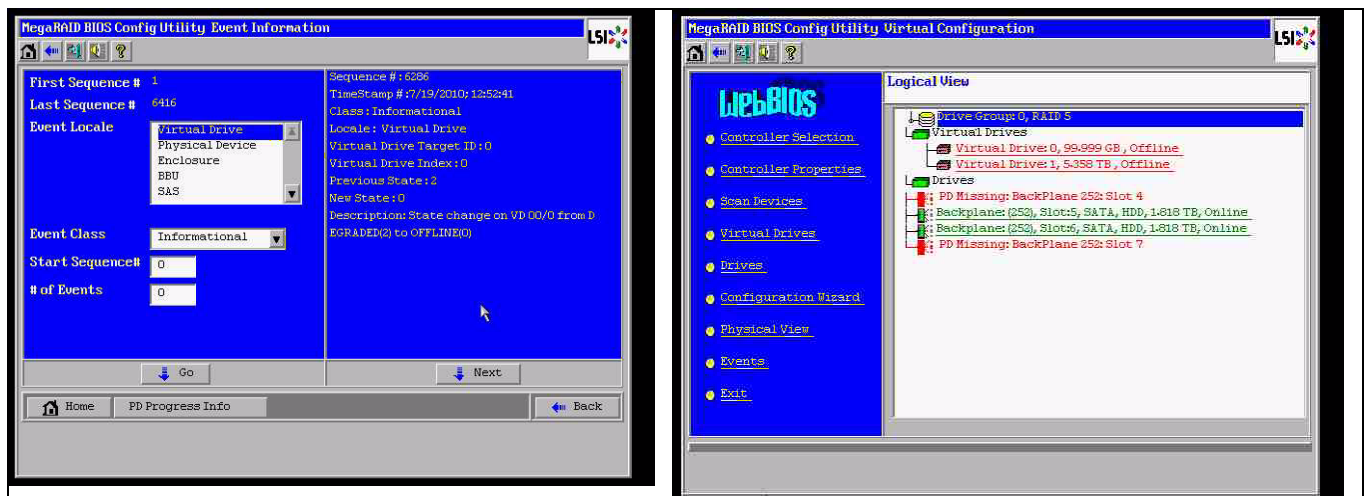 MegaRAID BIOS Config Utility Event Information
LSI
First Sequence # 1
Last Sequence # 6416
Event Locale
Virtual Drive
Physical Device
Enclosure
BBU
SAS
Event Class Informational
Start Sequence# 0
# of Events 0
Sequence #: 6286
TimeStamp #:7/19/2010; 12:52:41
Class: Informational
Locale: Virtual Drive
Virtual Drive Target ID: 0
Virtual Drive Index: 0
Previous State: 2
New State: 0
Description: State change on VD 00/0 from D
EGRADED(2) to OFFLINE(0)
Go
Next
Home
PD Progress Info
Back
MegaRAID BIOS Config Utility Virtual Configuration
LSI
WebBIOS
Controller Selection
Controller Properties
Scan Devices
Virtual Drives
Drives
Configuration Wizard
Physical View
Events
Exit
Logical View
Drive Group: 0, RAID 5
Virtual Drives
Virtual Drive: 0, 99.999 GB, Offline
Virtual Drive: 1, 5.358 TB, Offline
Drives
PD Missing: BackPlane 252: Slot 4
Backplane: (252), Slot:5, SATA, HDD, 1.818 TB, Online
Backplane: (252), Slot:6, SATA, HDD, 1.818 TB, Online
PD Missing: BackPlane 252: Slot 7